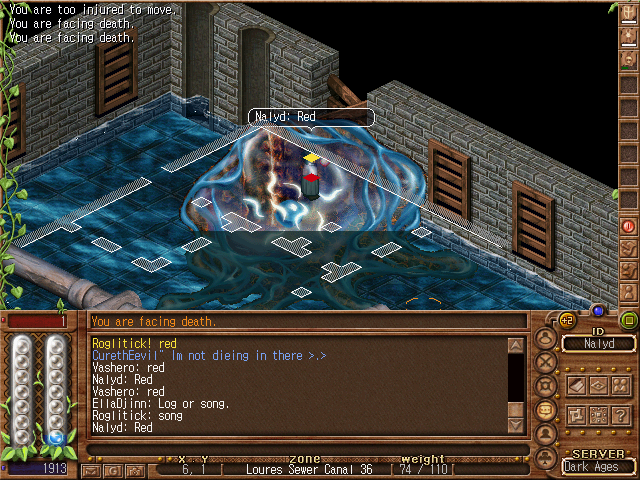 You are too injured to move.
You are facing death.
You are facing death.
Nalyd: Red
1
You are facing death.
+2
ID
Nalyd
Roglitick! red
CurethEevil" Im not dieing in there >.>
Vashero: red
Nalyd: Red
Vashero: red
EllaDjinn: Log or song.
Roglitick: song
Nalyd: Red
X Y ZONE weight
SERVER
1913
G
6, 1 [ Loures Sewer Canal 36 [ 74 / 110 [
Dark Ages